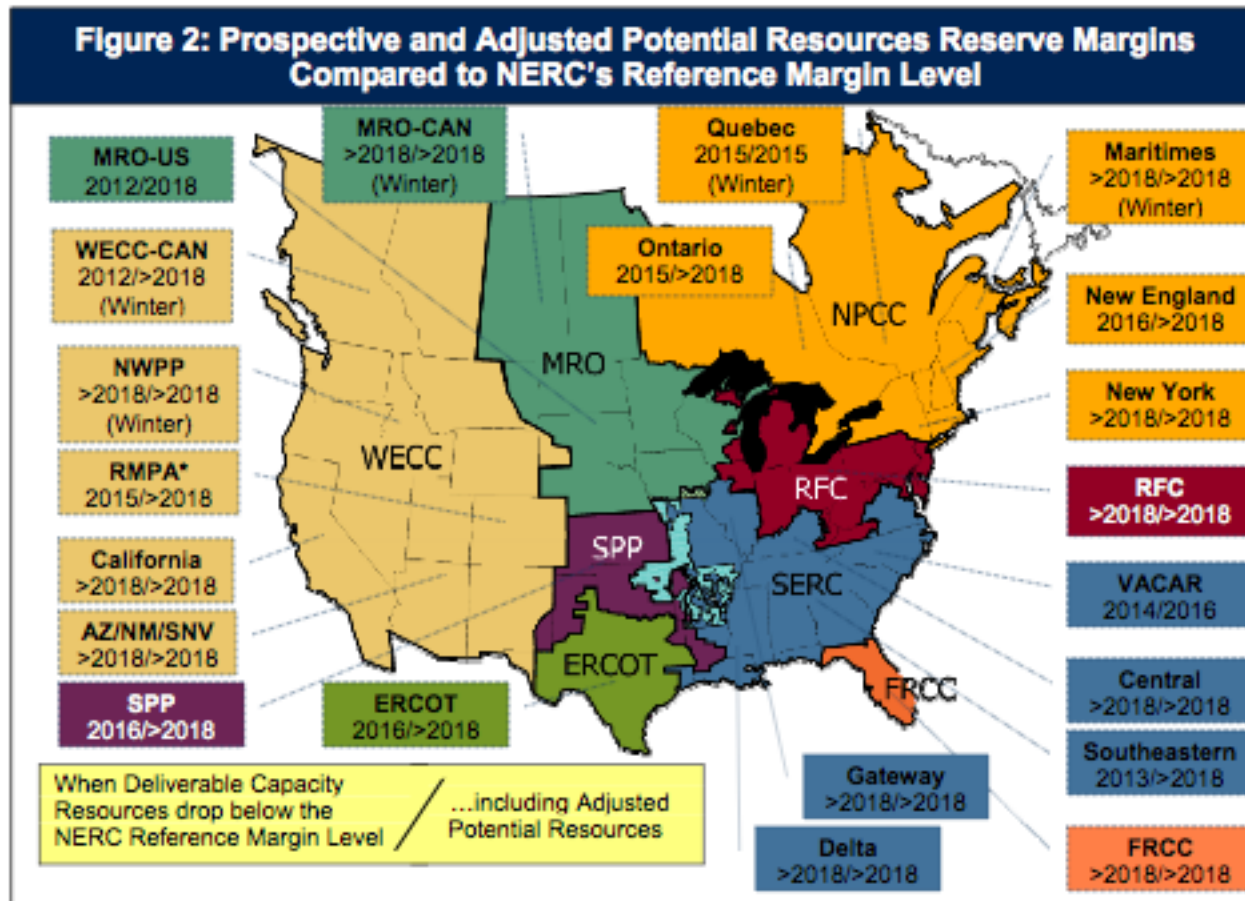 Figure 2: Prospective and Adjusted Potential Resources Reserve Margins
Compared to NERC's Reference Margin Level
MRO-US
2012/2018
MRO-CAN
>2018/>2018
(Winter)
Quebec
2015/2015
(Winter)
Maritimes
>2018/>2018
(Winter)
WECC-CAN
2012/>2018
(Winter)
Ontario
2015/>2018
New England
2016/>2018
NWPP
>2018/>2018
(Winter)
New York
>2018/>2018
RMPA*
2015/>2018
RFC
>2018/>2018
California
>2018/>2018
VACAR
2014/2016
AZ/NM/SNV
>2018/>2018
Central
>2018/>2018
SPP
2016/>2018
ERCOT
2016/>2018
Southeastern
2013/>2018
Gateway
>2018/>2018
Delta
>2018/>2018
FRCC
>2018/>2018
NPCC
MRO
WECC
RFC
SPP
SERC
ERCOT
FRCC
When Deliverable Capacity
Resources drop below the
NERC Reference Margin Level
...including Adjusted
Potential Resources